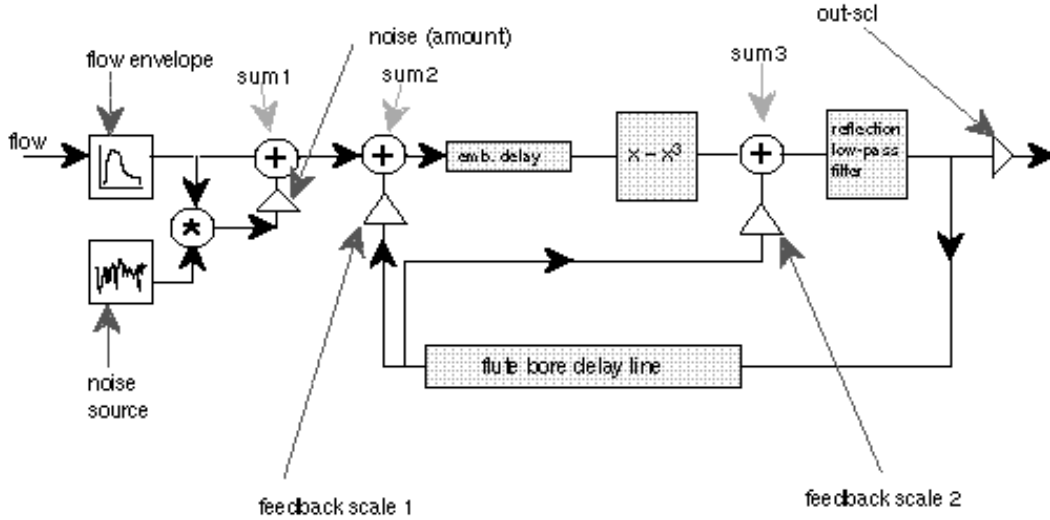 out-scl
noise (amount)
flow envelope
sum1
sum2
sum3
flow
+
+
emb. delay
x - x³
+
reflection
low-pass
filter
*
flute bore delay line
noise
source
feedback scale 1
feedback scale 2